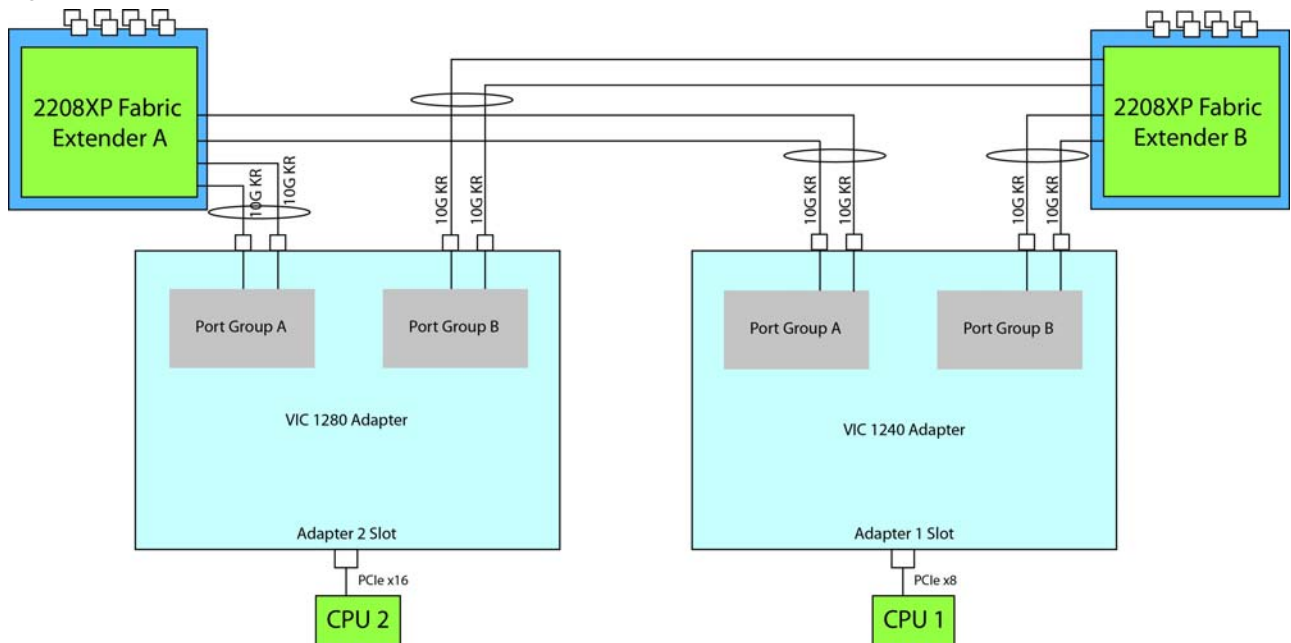 2208XP Fabric
Extender A
2208XP Fabric
Extender B
10G KR
10G KR
10G KR
10G KR
10G KR
10G KR
10G KR
10G KR
Port Group A
Port Group B
Port Group A
Port Group B
VIC 1280 Adapter
VIC 1240 Adapter
Adapter 2 Slot
Adapter 1 Slot
PCIe x16
PCIe x8
CPU 2
CPU 1